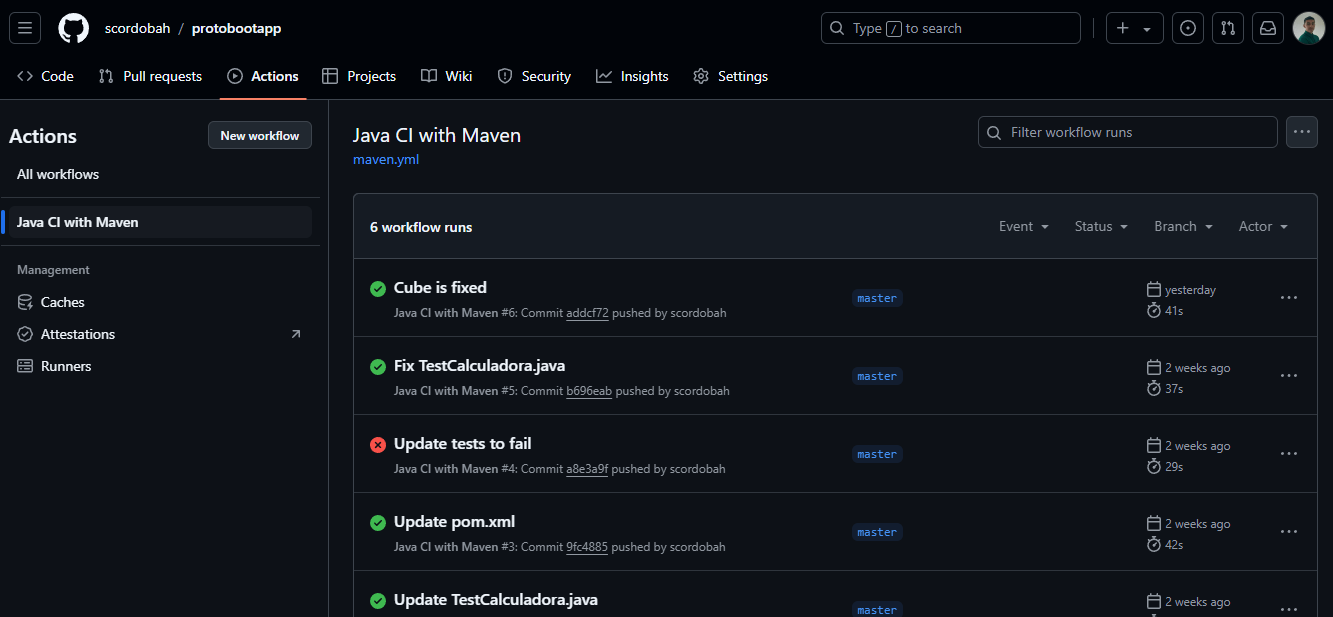 scordobah / protobootapp
Type / to search
Code Pull requests Actions Projects Wiki Security Insights Settings
Actions
New workflow
All workflows
Java CI with Maven
Management
Caches
Attestations
Runners
Java CI with Maven
maven.yml
Filter workflow runs
6 workflow runs
Event Status Branch Actor
Cube is fixed
Java CI with Maven #6: Commit addcf72 pushed by scordobah
master
yesterday
41s
Fix TestCalculadora.java
Java CI with Maven #5: Commit b696eab pushed by scordobah
master
2 weeks ago
37s
Update tests to fail
Java CI with Maven #4: Commit a8e3a9f pushed by scordobah
master
2 weeks ago
29s
Update pom.xml
Java CI with Maven #3: Commit 9fc4885 pushed by scordobah
master
2 weeks ago
42s
Update TestCalculadora.java
master
2 weeks ago